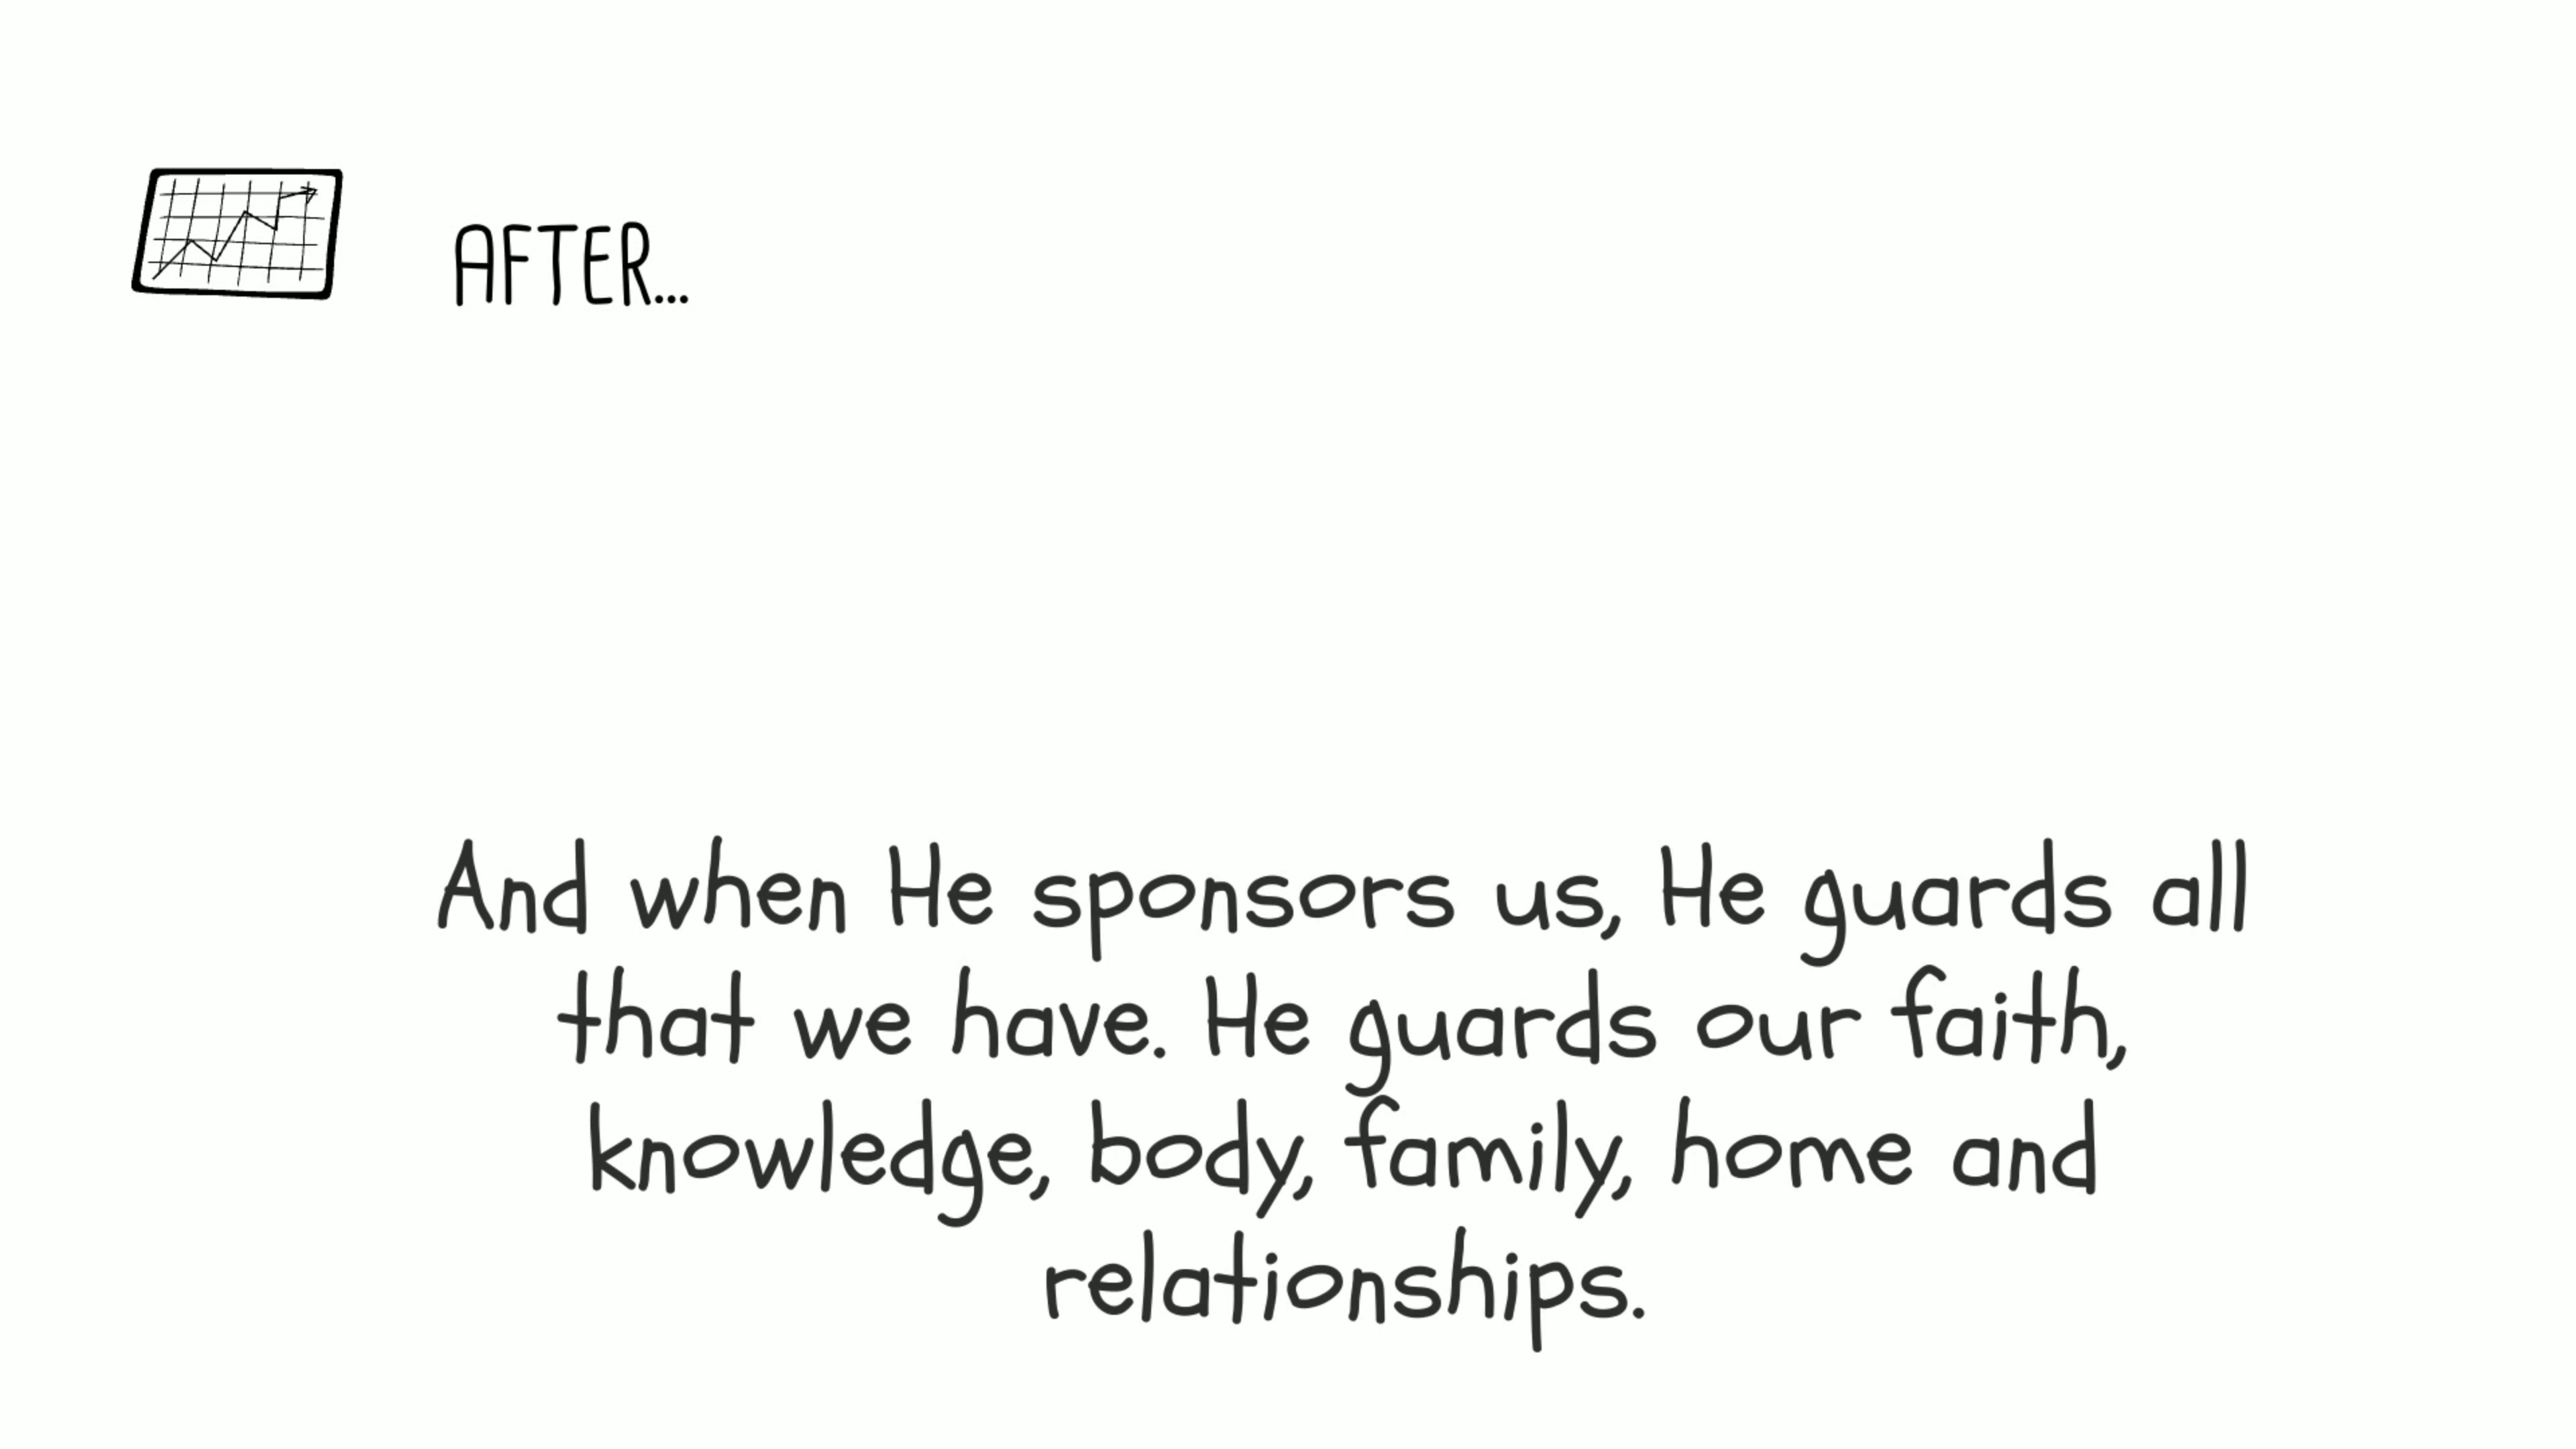 AFTER...
And when He sponsors us, He guards all
that we have. He guards our faith,
knowledge, body, family, home and
relationships.